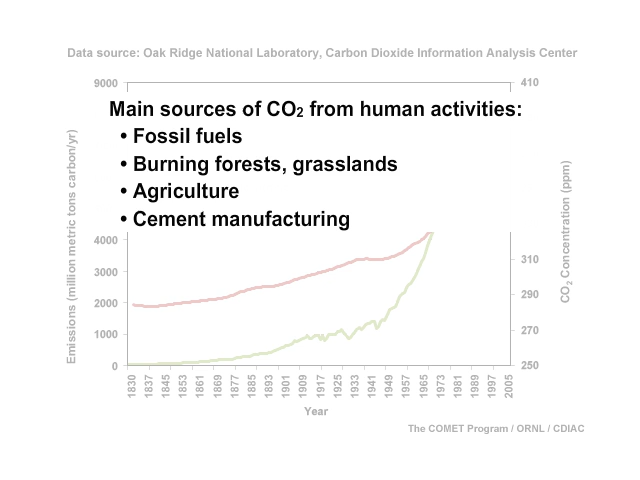 Data source: Oak Ridge National Laboratory, Carbon Dioxide Information Analysis Center
9000
410
Main sources of CO₂ from human activities:
• Fossil fuels
• Burning forests, grasslands
• Agriculture
• Cement manufacturing
Emissions (million metric tons carbon/yr)
4000
3000
2000
1000
0
CO₂ Concentration (ppm)
310
290
270
250
1830 1837 1845 1853 1861 1869 1877 1885 1893 1901 1909 1917 1925 1933 1941 1949 1957 1965 1973 1981 1989 1997 2005
Year
The COMET Program / ORNL / CDIAC